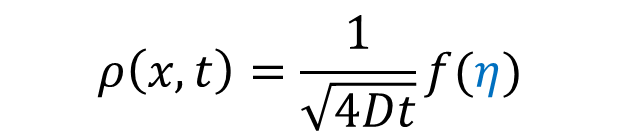 ρ(x, t) = 1/√(4Dt) f(η)